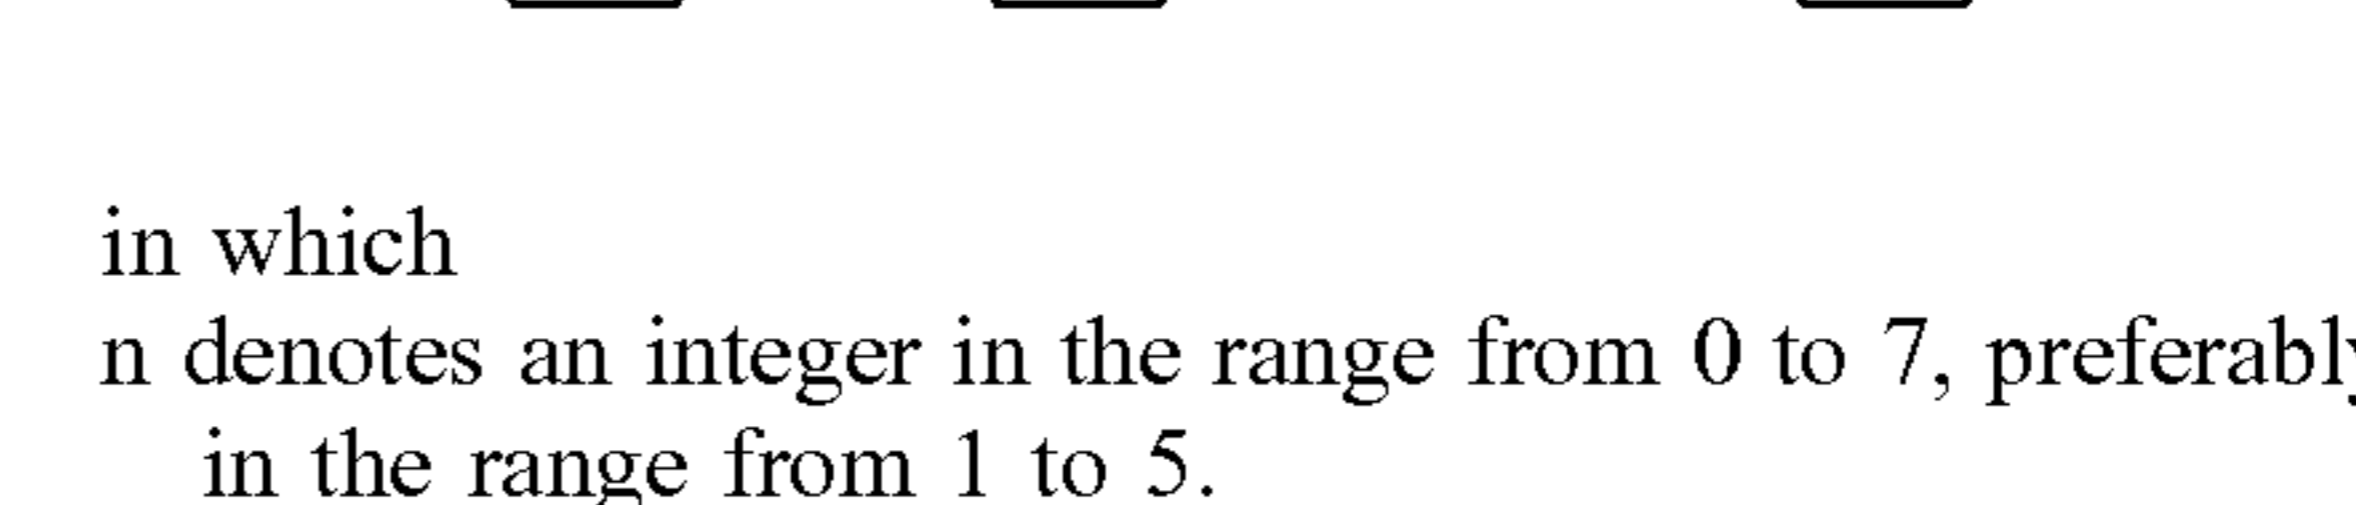 in which
n denotes an integer in the range from 0 to 7, preferably
in the range from 1 to 5.